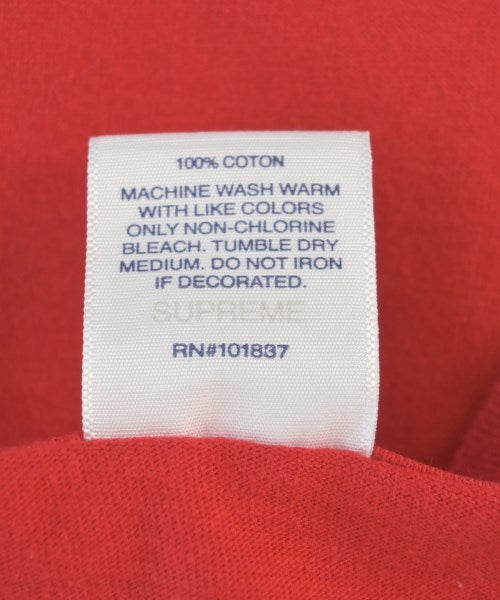 100% COTON
MACHINE WASH WARM
WITH LIKE COLORS
ONLY NON-CHLORINE
BLEACH. TUMBLE DRY
MEDIUM. DO NOT IRON
IF DECORATED.
SUPREME
RN#101837